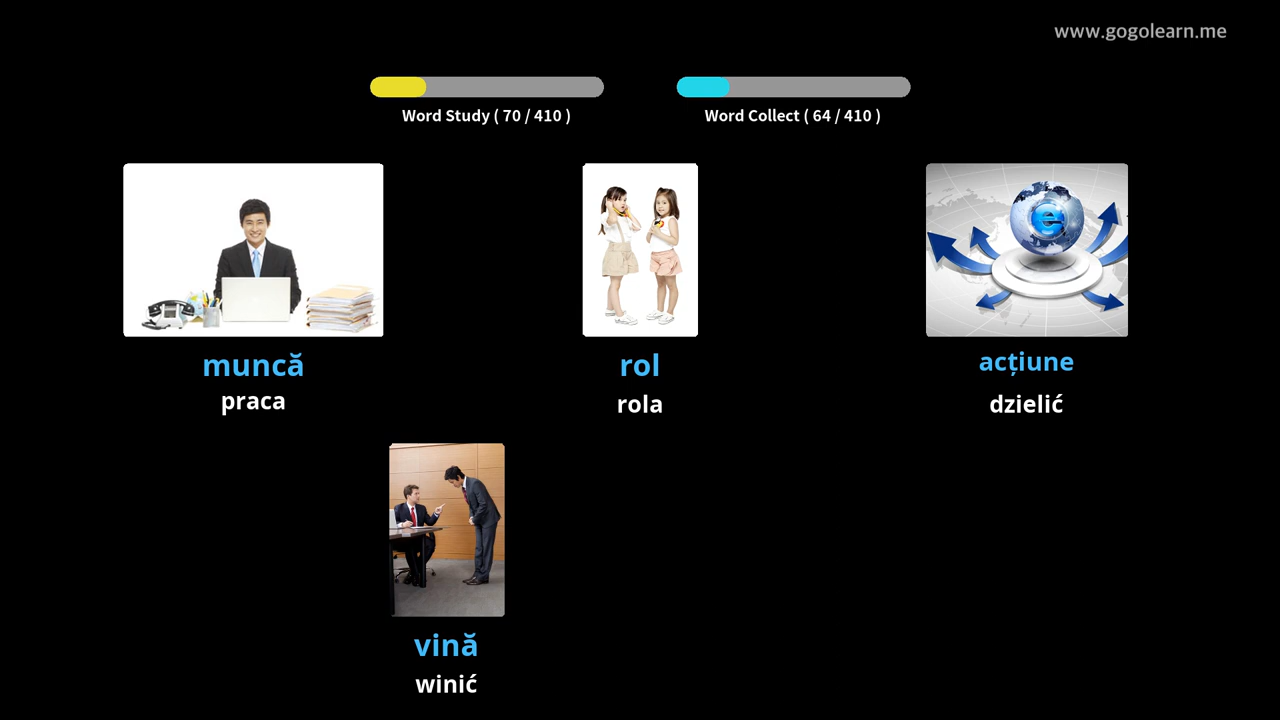 www.gogolearn.me
Word Study ( 70 / 410 )
Word Collect ( 64 / 410 )
muncă
praca
rol
rola
acțiune
dzielić
vină
winić